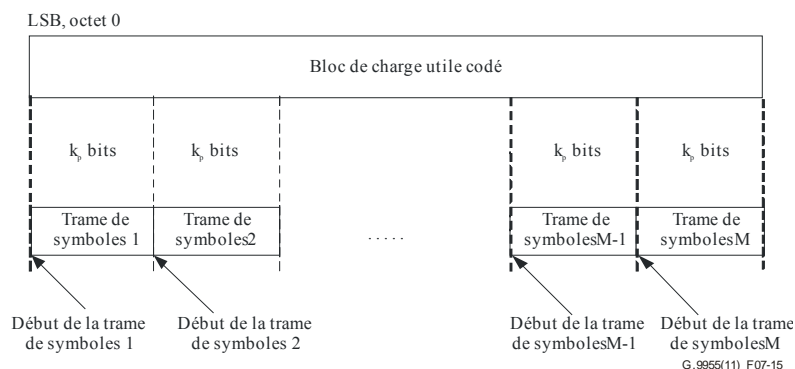 LSB, octet 0
Bloc de charge utile codé
kp bits
kp bits
kp bits
kp bits
Trame de
symboles 1
Trame de
symboles2
.....
Trame de
symbolesM-1
Trame de
symbolesM
Début de la trame
de symboles 1
Début de la trame
de symboles 2
Début de la trame
de symbolesM-1
Début de la trame
de symbolesM
G.9955(11)_F07-15